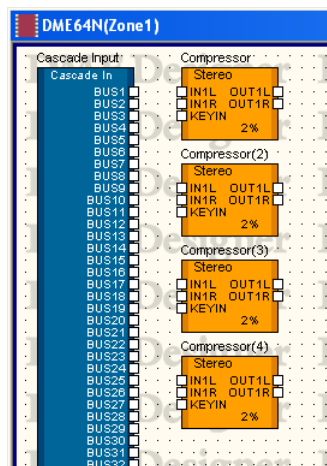 DME64N(Zone1)
Cascade Input
Cascade In
BUS1
BUS2
BUS3
BUS4
BUS5
BUS6
BUS7
BUS8
BUS9
BUS10
BUS11
BUS12
BUS13
BUS14
BUS15
BUS16
BUS17
BUS18
BUS19
BUS20
BUS21
BUS22
BUS23
BUS24
BUS25
BUS26
BUS27
BUS28
BUS29
BUS30
BUS31
BUS32
Compressor
Stereo
IN1L OUT1L
IN1R OUT1R
KEYIN
2%
Compressor(2)
Stereo
IN1L OUT1L
IN1R OUT1R
KEYIN
2%
Compressor(3)
Stereo
IN1L OUT1L
IN1R OUT1R
KEYIN
2%
Compressor(4)
Stereo
IN1L OUT1L
IN1R OUT1R
KEYIN
2%